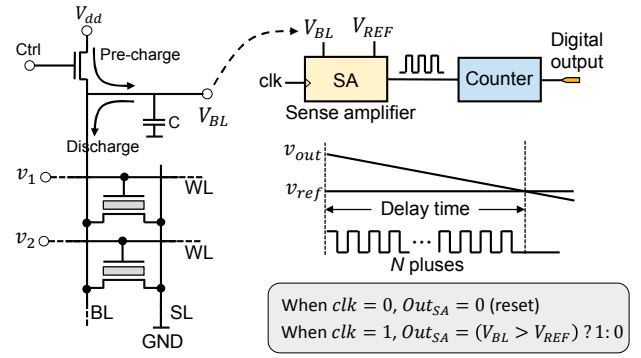 V_dd
Ctrl
Pre-charge
Discharge
C
V_BL
v_1
WL
v_2
WL
BL
SL
GND
V_BL
V_REF
clk
SA
Sense amplifier
Counter
Digital
output
v_out
v_ref
Delay time
...
N pluses
When clk = 0, Out_SA = 0 (reset)
When clk = 1, Out_SA = (V_BL > V_REF) ? 1: 0